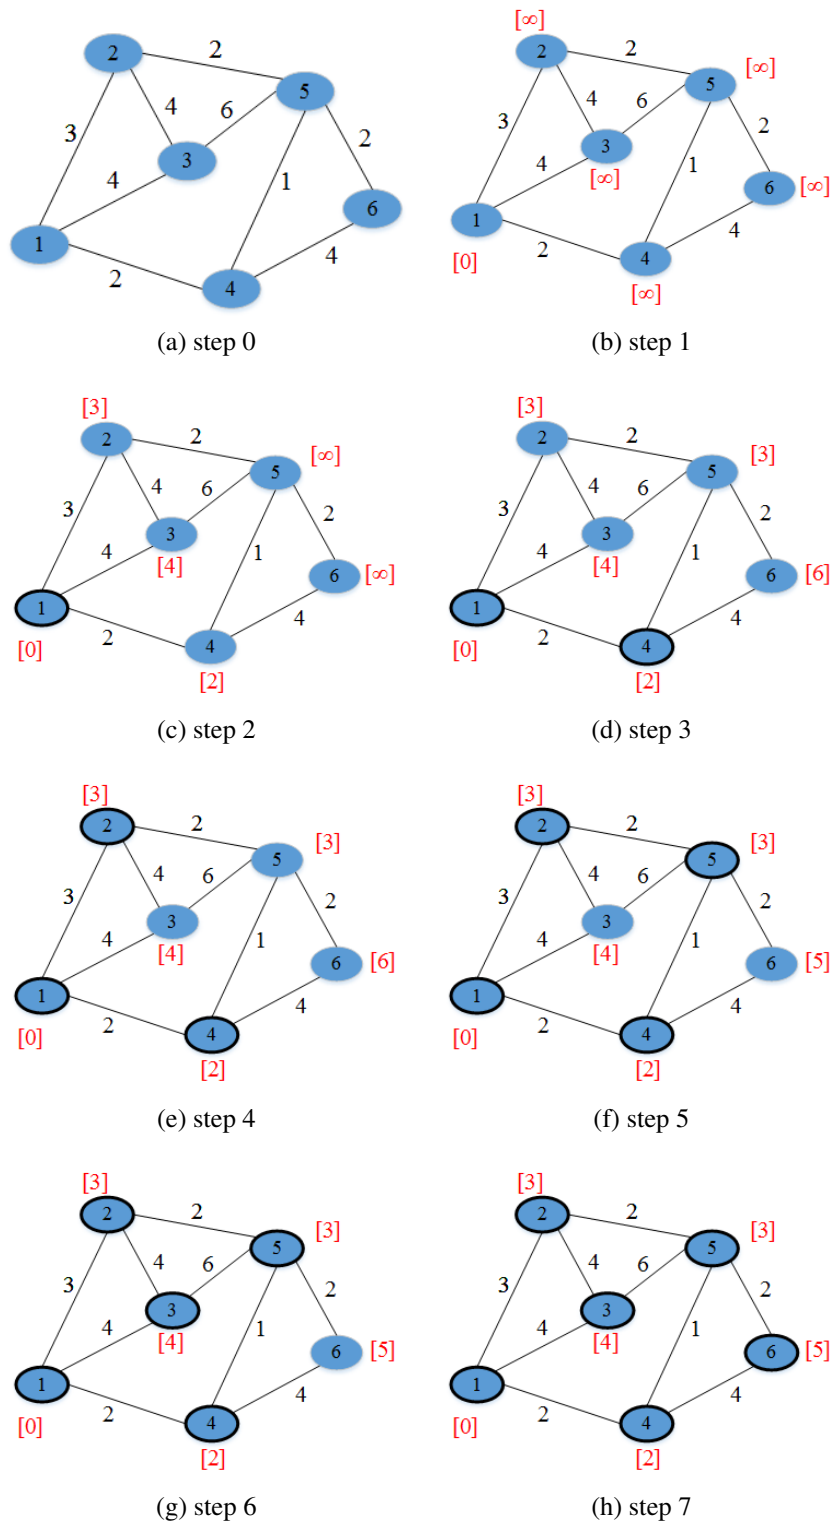 2 2 5
4 6
3 3 2
4 1 6
1 2 4 4
(a) step 0
[∞]
2 2 [∞]
5
4 6
3 3 2
4 [∞] 1 6 [∞]
1 2 4 4
[0] [∞]
(b) step 1
[3]
2 2 [∞]
5
4 6
3 3 2
4 [4] 1 6 [∞]
1 2 4 4
[0] [2]
(c) step 2
[3]
2 2 [3]
5
4 6
3 3 2
4 [4] 1 6 [6]
1 2 4 4
[0] [2]
(d) step 3
[3]
2 2 [3]
5
4 6
3 3 2
4 [4] 1 6 [6]
1 2 4 4
[0] [2]
(e) step 4
[3]
2 2 [3]
5
4 6
3 3 2
4 [4] 1 6 [5]
1 2 4 4
[0] [2]
(f) step 5
[3]
2 2 [3]
5
4 6
3 3 2
4 [4] 1 6 [5]
1 2 4 4
[0] [2]
(g) step 6
[3]
2 2 [3]
5
4 6
3 3 2
4 [4] 1 6 [5]
1 2 4 4
[0] [2]
(h) step 7